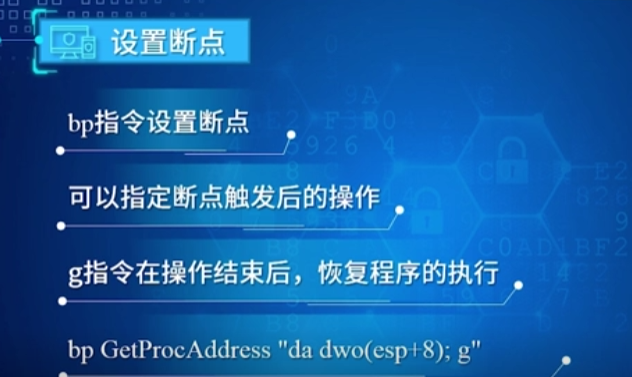 设置断点
bp指令设置断点
可以指定断点触发后的操作
g指令在操作结束后，恢复程序的执行
bp GetProcAddress "da dwo(esp+8); g"